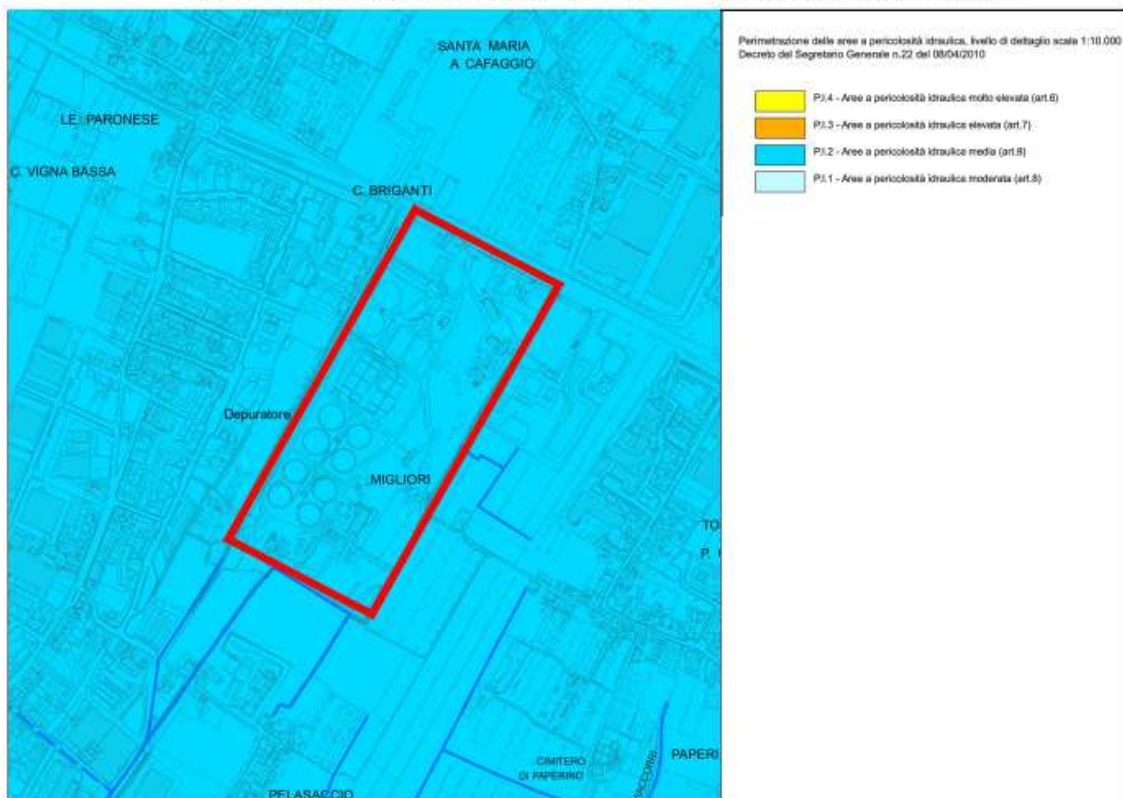 Perimetrazione delle aree a pericolosità idraulica, livello di dettaglio scala 1:10.000
Decreto del Segretario Generale n.22 del 08/04/2010
P.I.4 - Aree a pericolosità idraulica molto elevata (art.6)
P.I.3 - Aree a pericolosità idraulica elevata (art.7)
P.I.2 - Aree a pericolosità idraulica media (art.8)
P.I.1 - Aree a pericolosità idraulica moderata (art.8)
SANTA MARIA
A CAFAGGIO
LE PARONESE
C. VIGNA BASSA
C. BRIGANTI
Depuratore
MIGLIORI
TO
P.
CIMITERO
DI PAPERINO
PAPERI
PELASACCIO